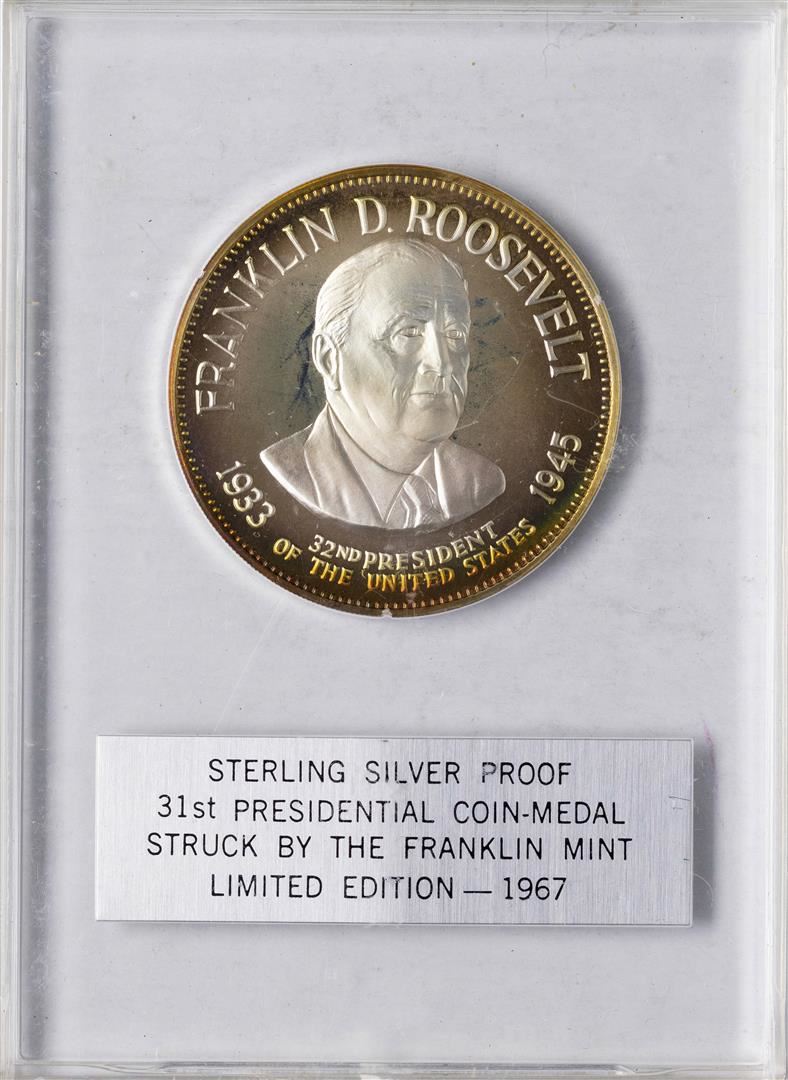 FRANKLIN D. ROOSEVELT
1933
1945
32ND PRESIDENT
OF THE UNITED STATES
STERLING SILVER PROOF
31st PRESIDENTIAL COIN-MEDAL
STRUCK BY THE FRANKLIN MINT
LIMITED EDITION — 1967